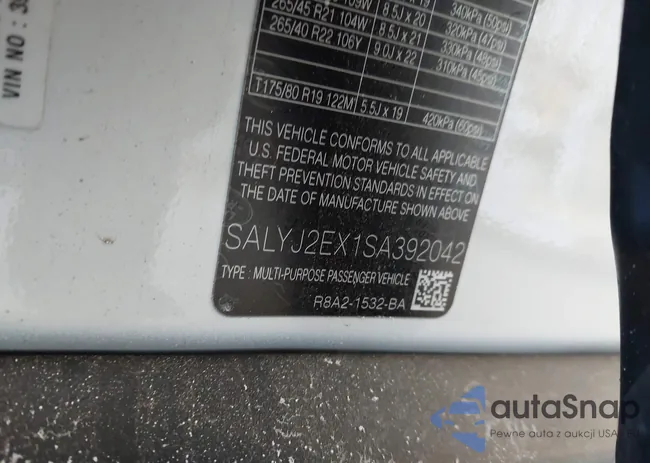 VIN NO :
265/45 R21 104W 8.5J x 20 340kPa (50psi)
265/40 R22 106Y 8.5J x 21 320kPa (47psi)
9.0J x 22 330kPa (48psi)
310kPa (45psi)
T175/80 R19 122M 5.5J x 19 420kPa (60psi)
THIS VEHICLE CONFORMS TO ALL APPLICABLE
U.S. FEDERAL MOTOR VEHICLE SAFETY AND
THEFT PREVENTION STANDARDS IN EFFECT ON
THE DATE OF MANUFACTURE SHOWN ABOVE
SALYJ2EX1SA392042
TYPE : MULTI-PURPOSE PASSENGER VEHICLE
R8A2-1532-BA
autaSnap
Pewne auta z aukcji USA